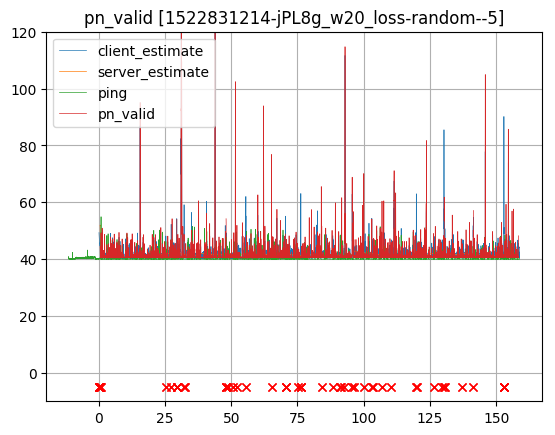 pn_valid [1522831214-jPL8g_w20_loss-random--5]
client_estimate
server_estimate
ping
pn_valid
120
100
80
60
40
20
0
0 25 50 75 100 125 150